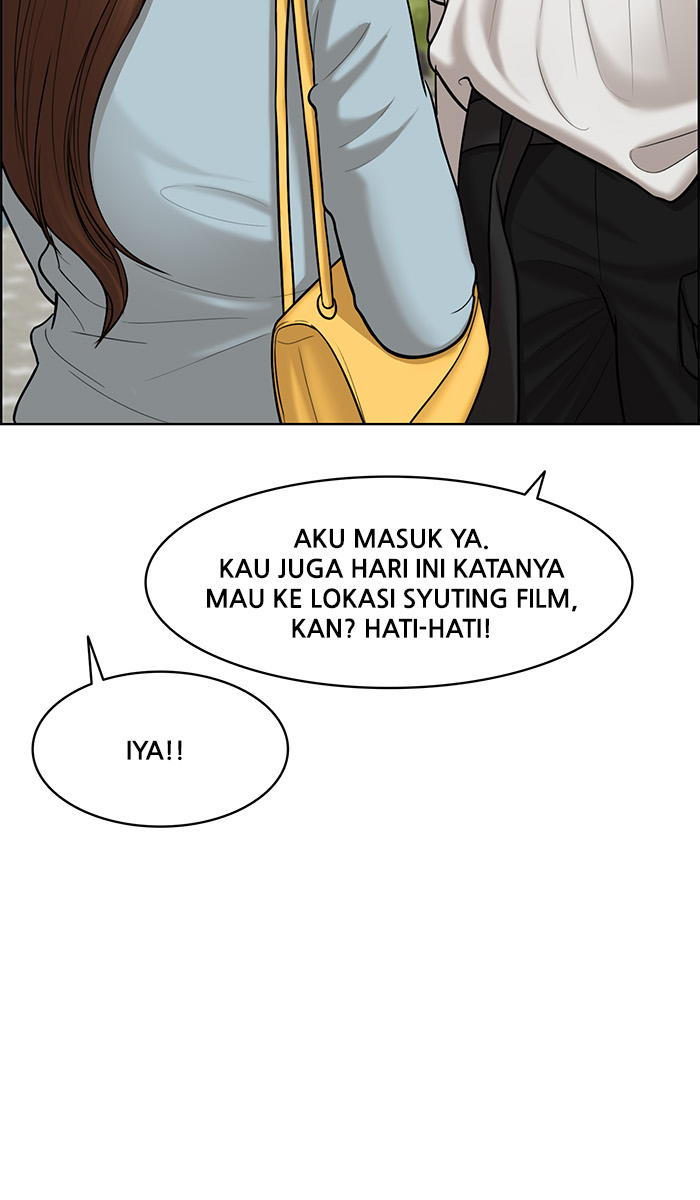 AKU MASUK YA.
KAU JUGA HARI INI KATANYA
MAU KE LOKASI SYUTING FILM,
KAN? HATI-HATI!
IYA!!